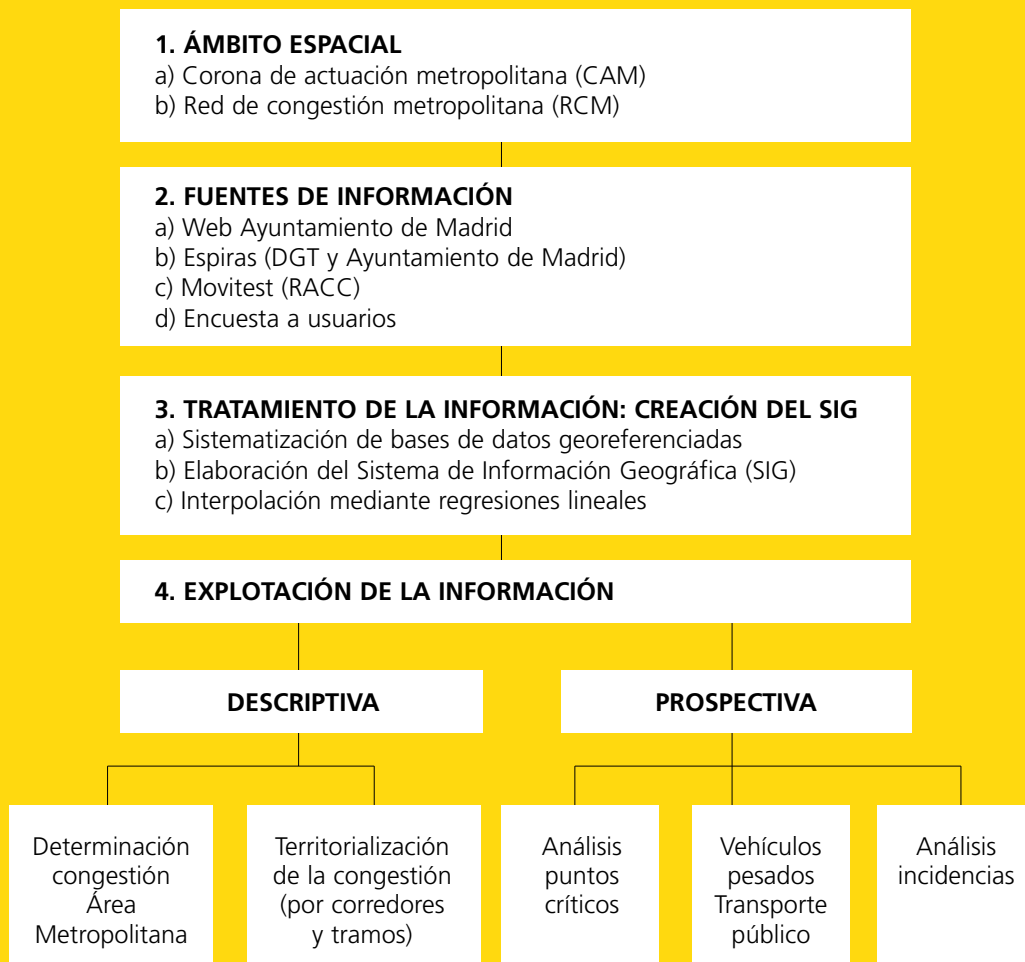 1. ÁMBITO ESPACIAL
a) Corona de actuación metropolitana (CAM)
b) Red de congestión metropolitana (RCM)
2. FUENTES DE INFORMACIÓN
a) Web Ayuntamiento de Madrid
b) Espiras (DGT y Ayuntamiento de Madrid)
c) Movitest (RACC)
d) Encuesta a usuarios
3. TRATAMIENTO DE LA INFORMACIÓN: CREACIÓN DEL SIG
a) Sistematización de bases de datos georeferenciadas
b) Elaboración del Sistema de Información Geográfica (SIG)
c) Interpolación mediante regresiones lineales
4. EXPLOTACIÓN DE LA INFORMACIÓN
DESCRIPTIVA
PROSPECTIVA
Determinación
congestión
Área
Metropolitana
Territorialización
de la congestión
(por corredores
y tramos)
Análisis
puntos
críticos
Vehículos
pesados
Transporte
público
Análisis
incidencias